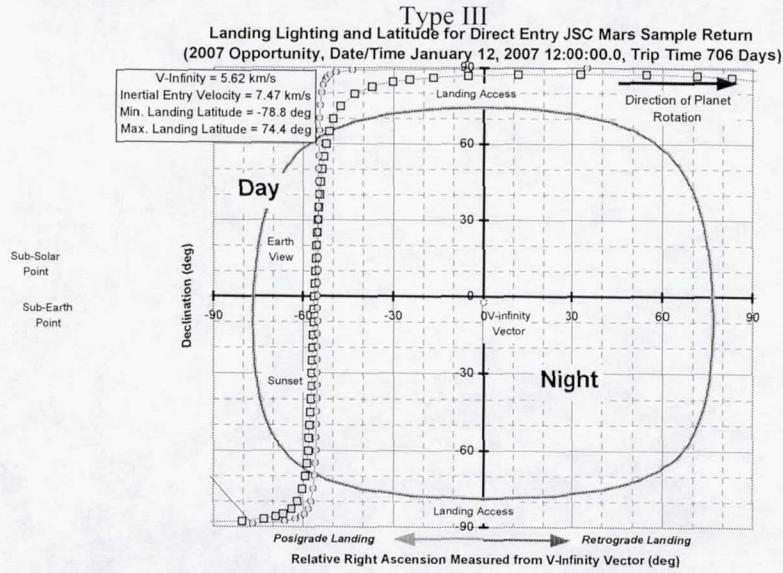 Type III
Landing Lighting and Latitude for Direct Entry JSC Mars Sample Return
(2007 Opportunity, Date/Time January 12, 2007 12:00:00.0, Trip Time 706 Days)
90
V-Infinity = 5.62 km/s
Inertial Entry Velocity = 7.47 km/s
Min. Landing Latitude = -78.8 deg
Max. Landing Latitude = 74.4 deg
Landing Access
Direction of Planet
Rotation
60
Day
30
Earth
View
Sub-Solar
Point
Sub-Earth
Point
Declination (deg)
0
-90
-60
-30
0
30
60
90
V-infinity
Vector
Sunset
-30
Night
-60
Landing Access
-90
Posigrade Landing
Retrograde Landing
Relative Right Ascension Measured from V-Infinity Vector (deg)